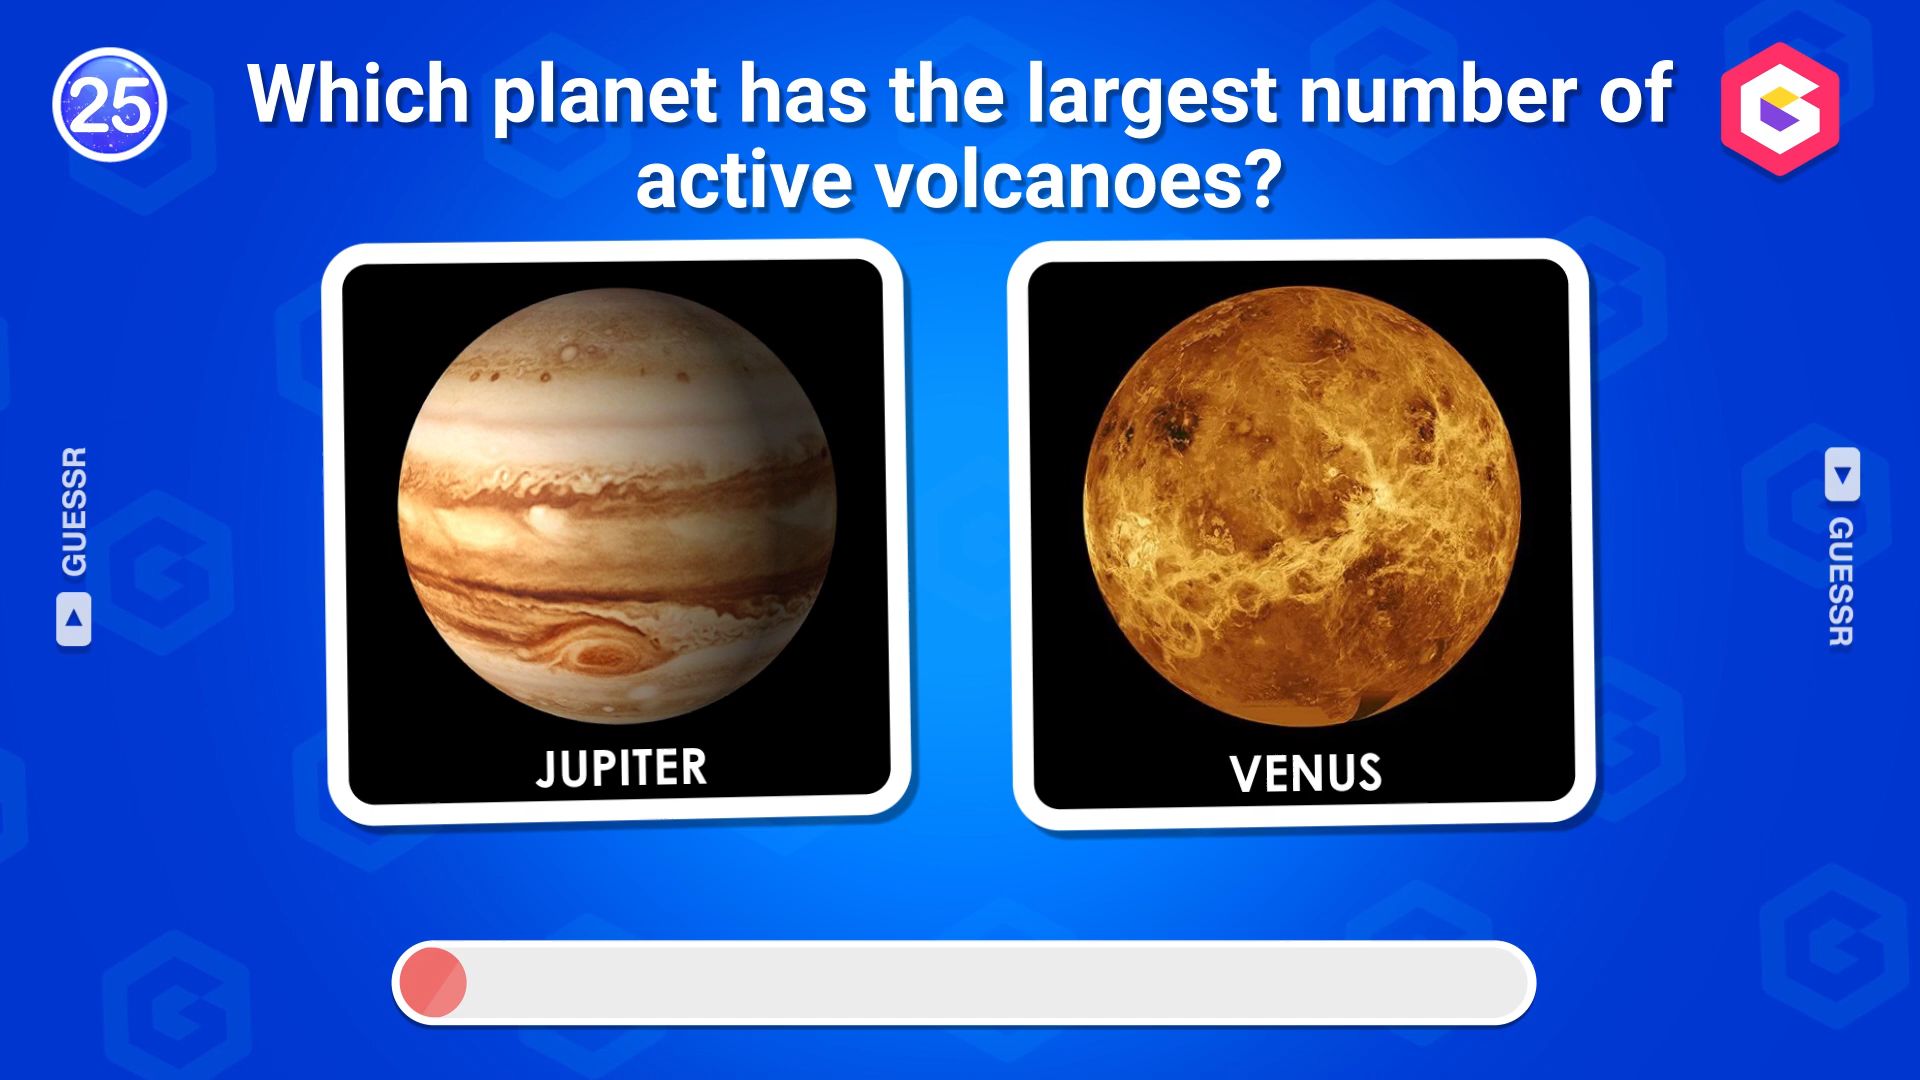 25
Which planet has the largest number of
active volcanoes?
GUESSR
JUPITER
VENUS
GUESSR